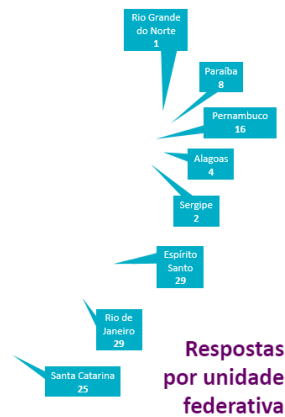 Rio Grande
do Norte
1
Paraíba
8
Pernambuco
16
Alagoas
4
Sergipe
2
Espírito
Santo
29
Rio de
Janeiro
29
Santa Catarina
25
Respostas
por unidade
federativa